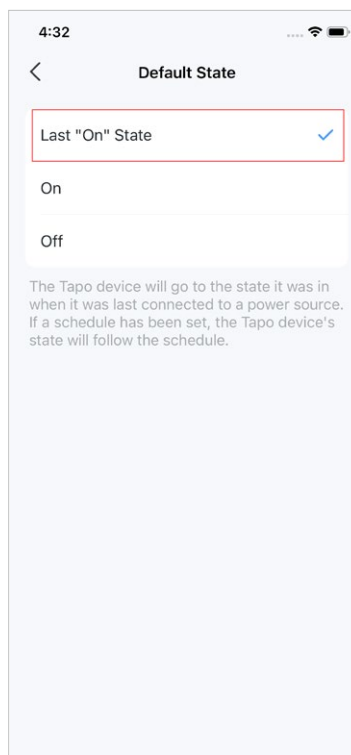 4:32
Default State
Last "On" State
On
Off
The Tapo device will go to the state it was in
when it was last connected to a power source.
If a schedule has been set, the Tapo device's
state will follow the schedule.